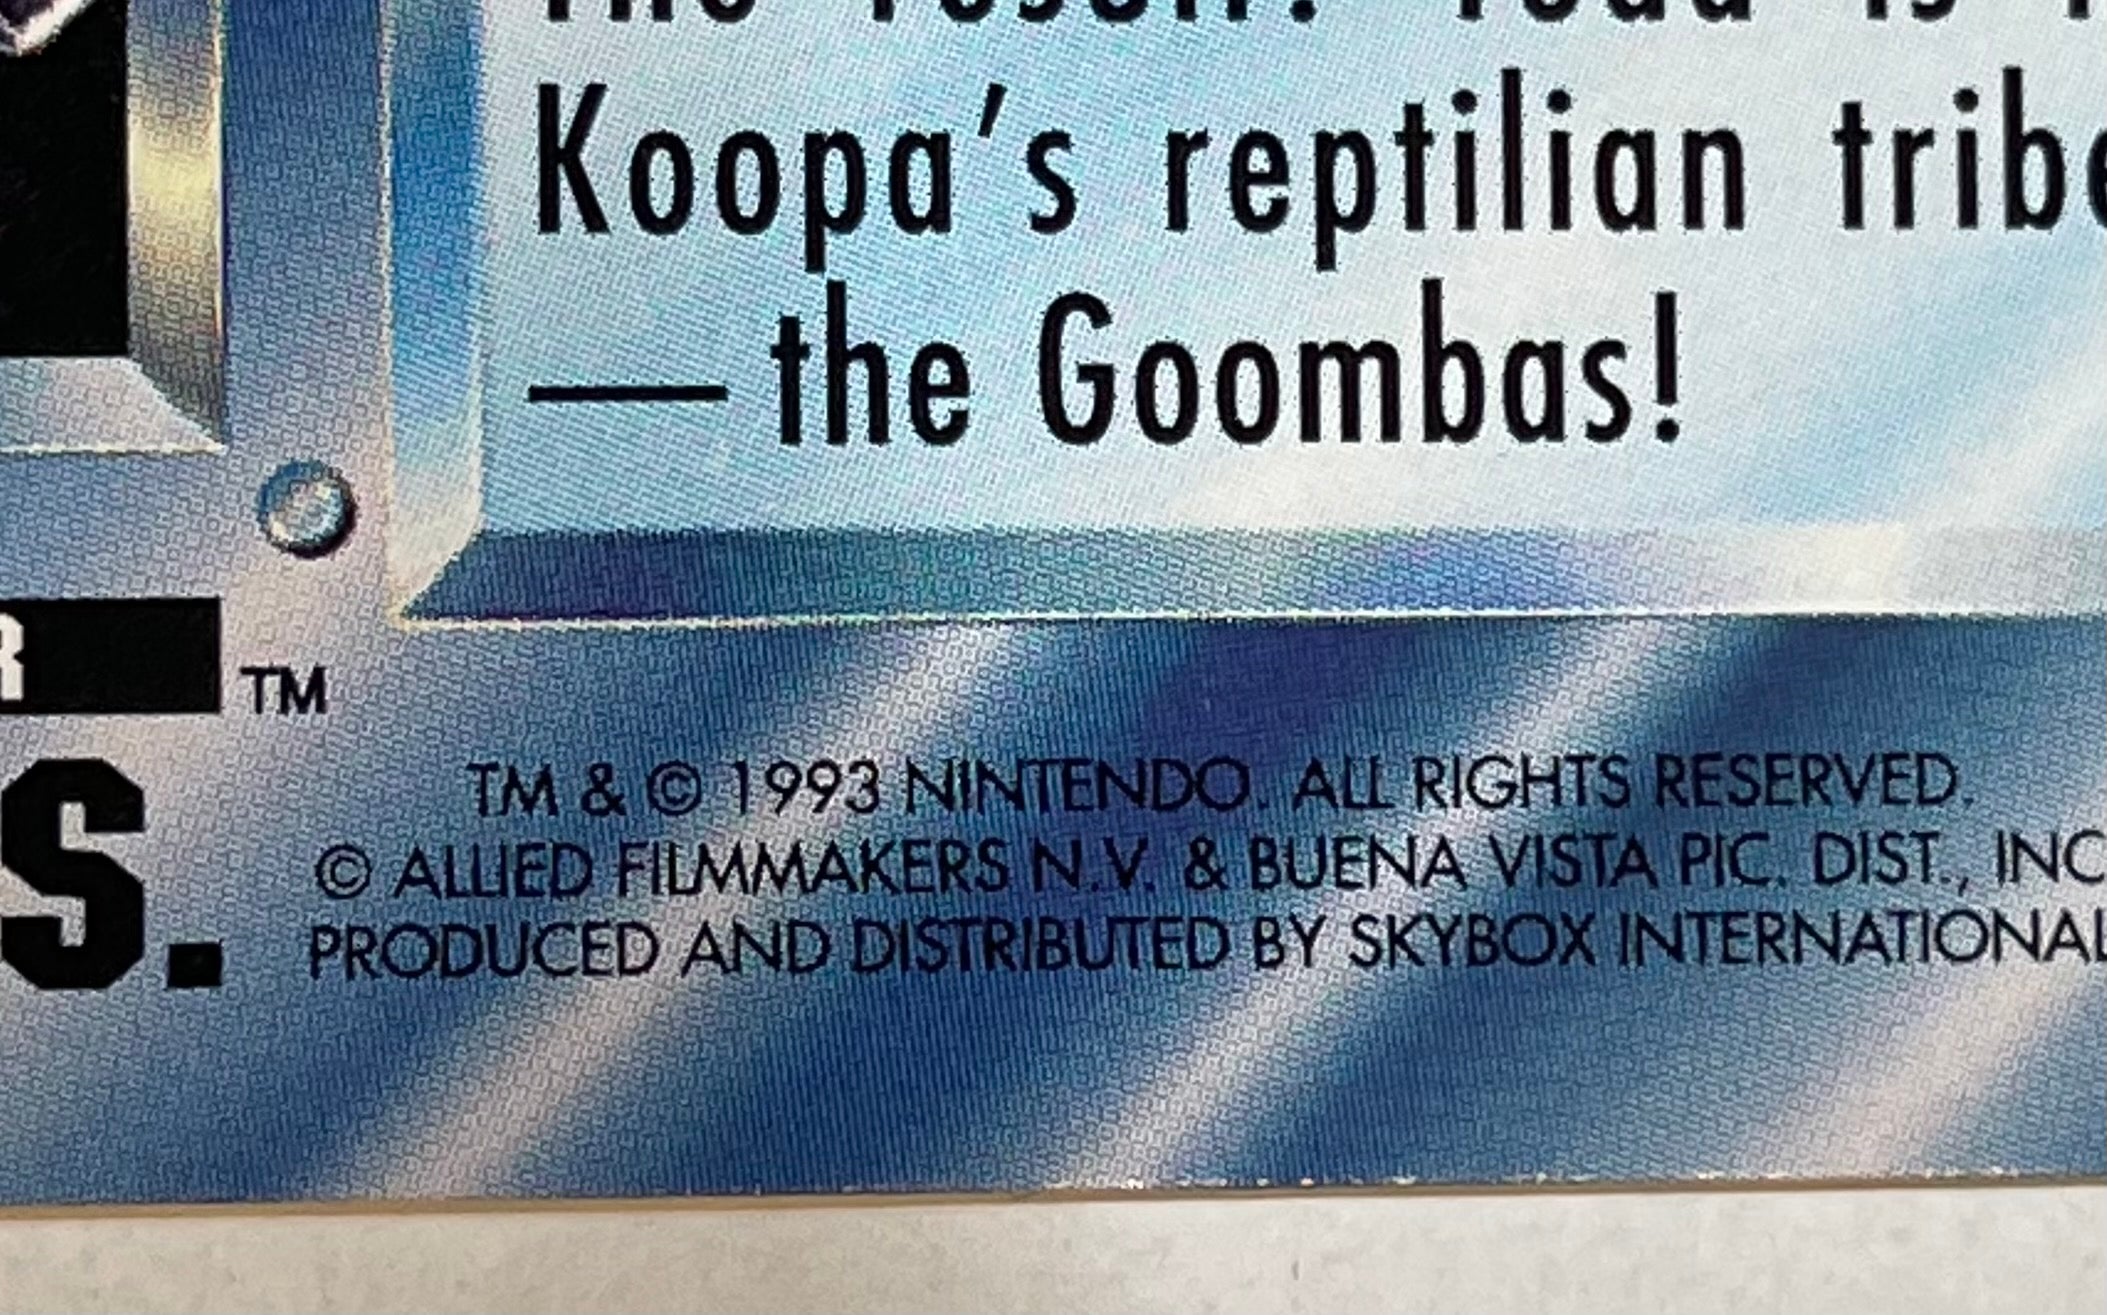 Koopa's reptilian
— the Goombas!
R
TM
S.
TM & © 1993 NINTENDO. ALL RIGHTS RESERVED.
© ALLIED FILMMAKERS N.V. & BUENA VISTA PIC. DIST., INC
PRODUCED AND DISTRIBUTED BY SKYBOX INTERNATIONAL